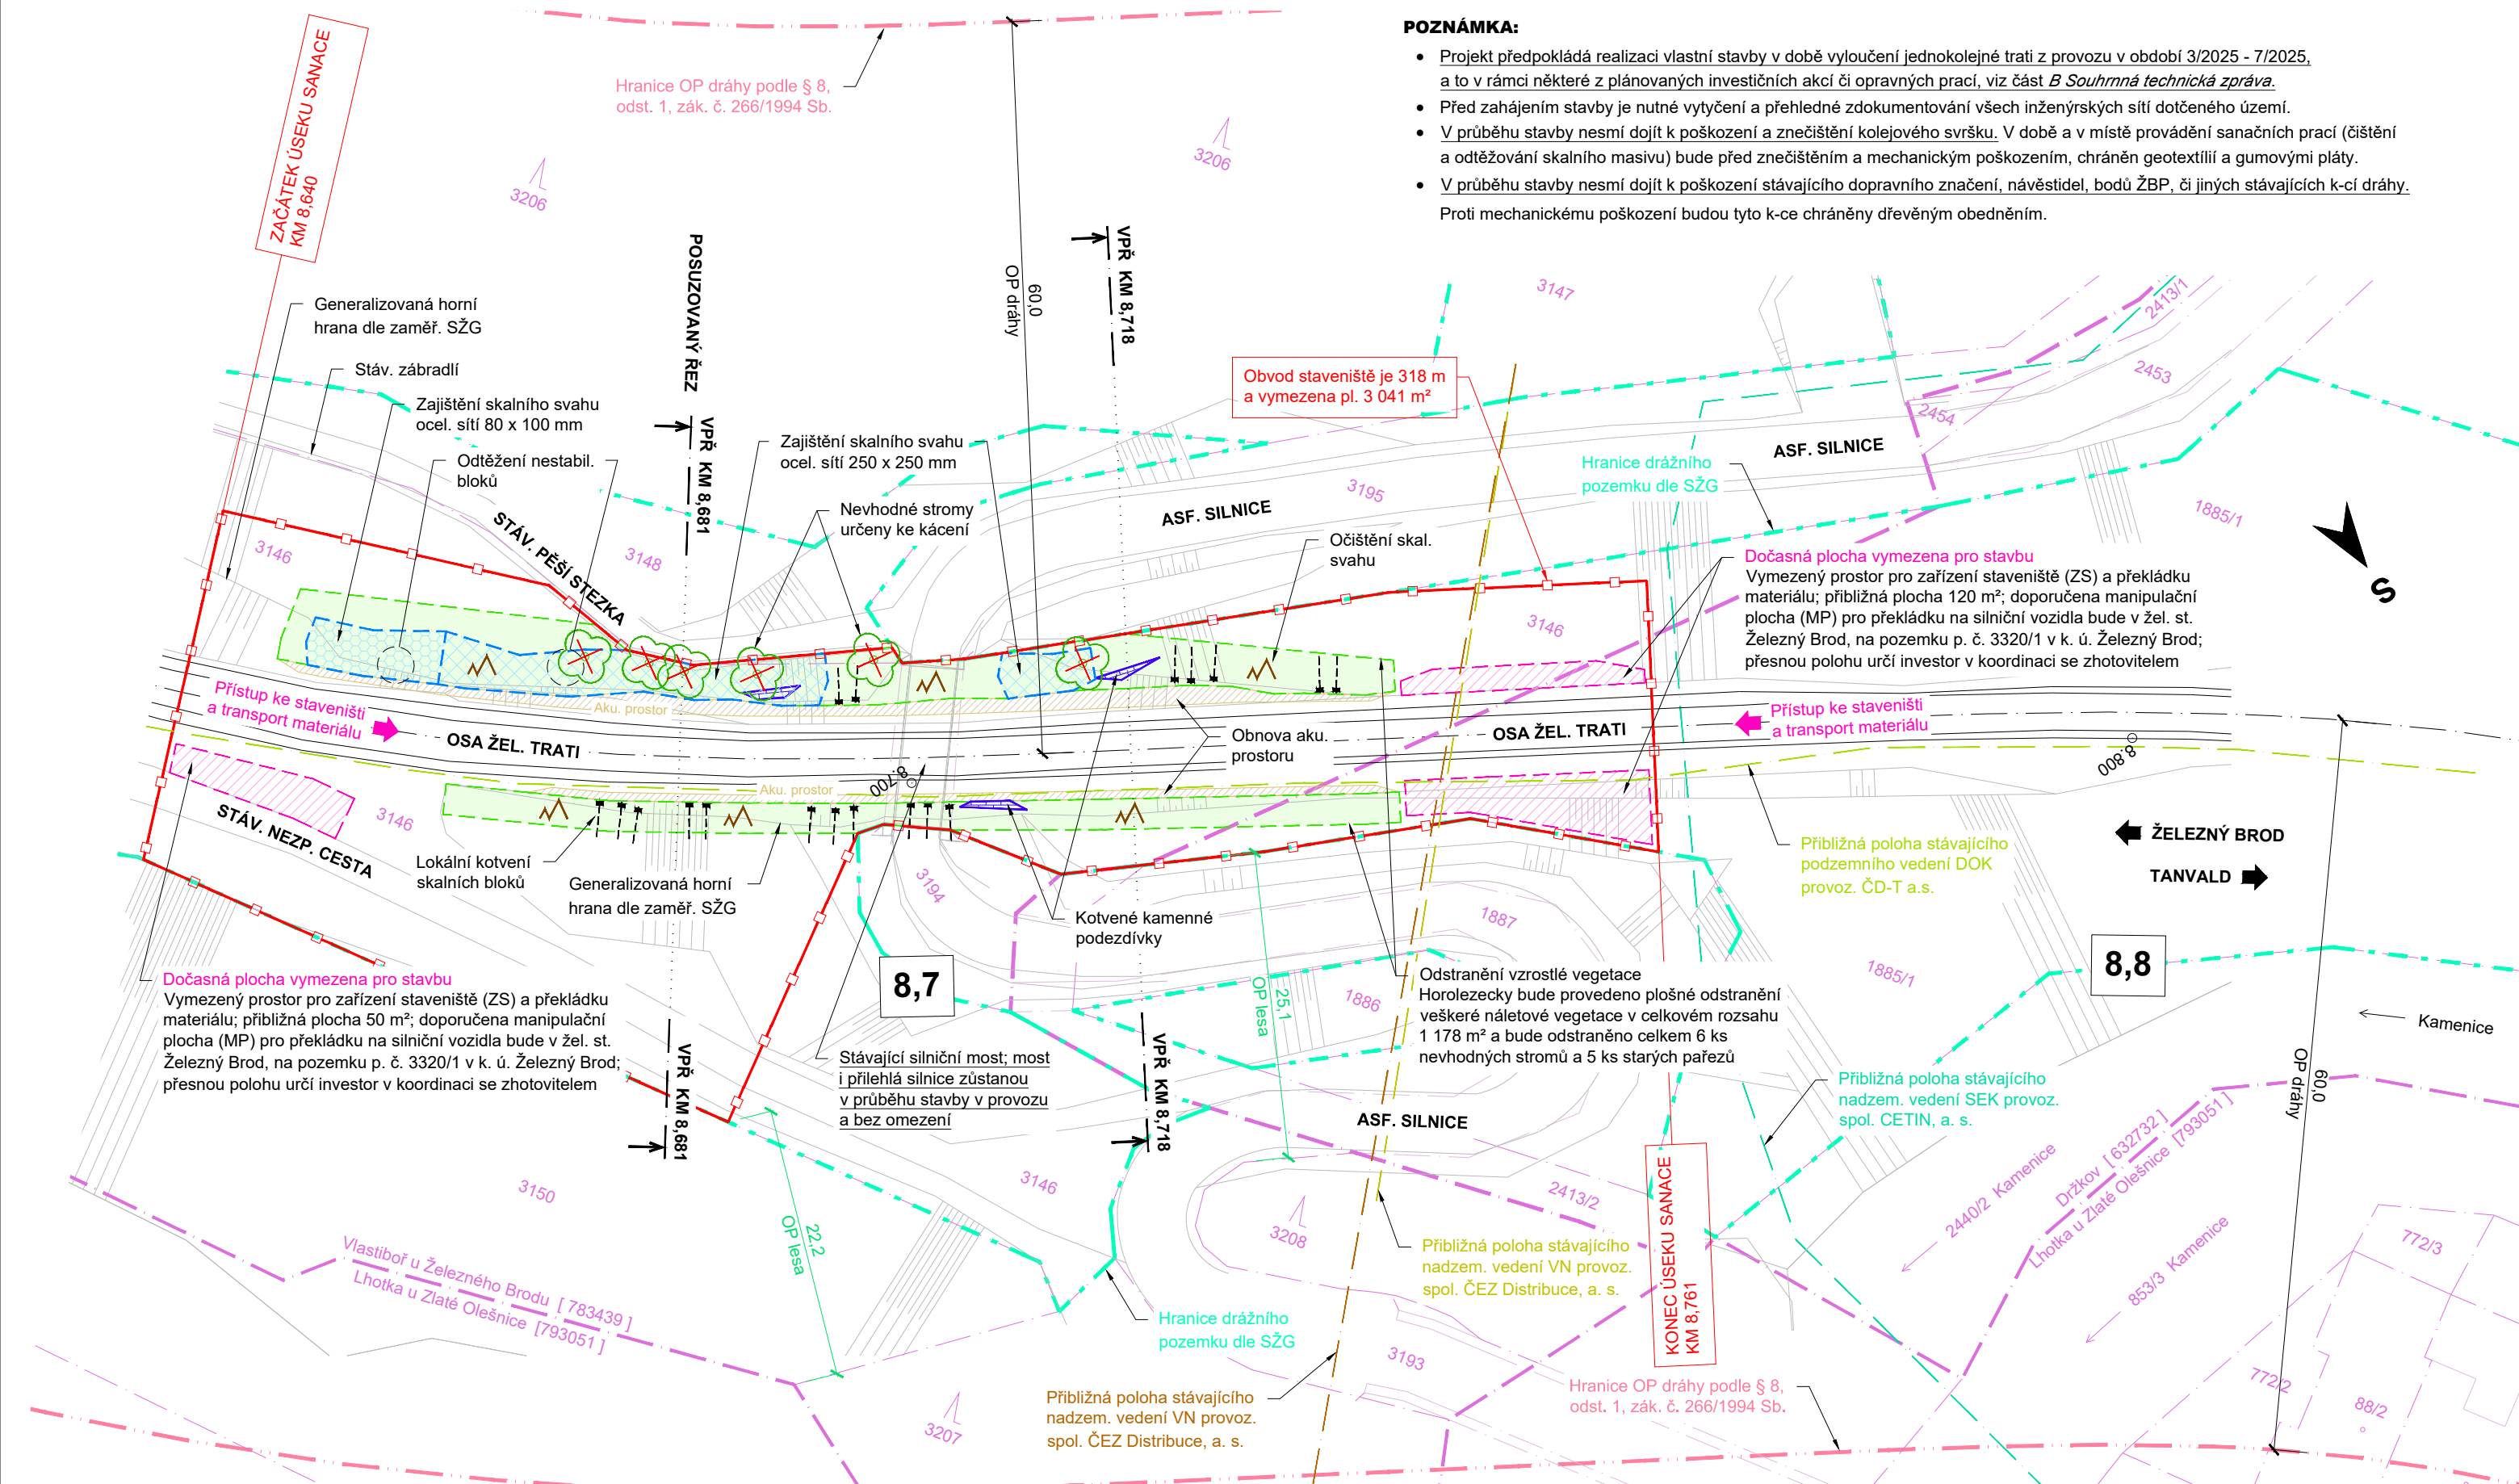 POZNÁMKA:
• Projekt předpokládá realizaci vlastní stavby v době vyloučení jednokolejné trati z provozu v období 3/2025 - 7/2025,
a to v rámci některé z plánovaných investičních akcí či opravných prací, viz část B Souhrnná technická zpráva.
• Před zahájením stavby je nutné vytyčení a přehledné zdokumentování všech inženýrských sítí dotčeného území.
• V průběhu stavby nesmí dojít k poškození a znečištění kolejového svršku. V době a v místě provádění sanačních prací (čištění
a odtěžování skalního masivu) bude před znečištěním a mechanickým poškozením, chráněn geotextílií a gumovými pláty.
• V průběhu stavby nesmí dojít k poškození stávajícího dopravního značení, návěstidel, bodů ŽBP, či jiných stávajících k-cí dráhy.
Proti mechanickému poškození budou tyto k-ce chráněny dřevěným obedněním.
ZAČÁTEK ÚSEKU SANACE
KM 8,640
Hranice OP dráhy podle § 8,
odst. 1, zák. č. 266/1994 Sb.
3206
3206
POSUZOVANÝ ŘEZ
VPŘ KM 8,681
60,0
OP dráhy
VPŘ KM 8,718
3147
2413/1
2453
2454
Generalizovaná horní
hrana dle zaměř. SŽG
Stáv. zábradlí
Zajištění skalního svahu
ocel. sítí 80 x 100 mm
Odtěžení nestabil.
bloků
Zajištění skalního svahu
ocel. sítí 250 x 250 mm
Nevhodné stromy
určeny ke kácení
Obvod staveniště je 318 m
a vymezena pl. 3 041 m²
ASF. SILNICE
Hranice drážního
pozemku dle SŽG
3195
ASF. SILNICE
1885/1
STÁV. PĚŠÍ STEZKA
3146
3148
Očištění skal.
svahu
Dočasná plocha vymezena pro stavbu
Vymezený prostor pro zařízení staveniště (ZS) a překládku
materiálu; přibližná plocha 120 m²; doporučena manipulační
plocha (MP) pro překládku na silniční vozidla bude v žel. st.
Železný Brod, na pozemku p. č. 3320/1 v k. ú. Železný Brod;
přesnou polohu určí investor v koordinaci se zhotovitelem
S
3146
Přístup ke staveništi
a transport materiálu
Aku. prostor
OSA ŽEL. TRATI
Obnova aku.
prostoru
OSA ŽEL. TRATI
Přístup ke staveništi
a transport materiálu
8.800
8.700
Aku. prostor
3146
STÁV. NEZP. CESTA
Lokální kotvení
skalních bloků
Generalizovaná horní
hrana dle zaměř. SŽG
3194
Kotvené kamenné
podezdívky
Přibližná poloha stávajícího
podzemního vedení DOK
provoz. ČD-T a.s.
ŽELEZNÝ BROD
TANVALD
1887
8,7
8,8
25,1
OP lesa
1886
1885/1
Odstranění vzrostlé vegetace
Horolezecky bude provedeno plošné odstranění
veškeré náletové vegetace v celkovém rozsahu
1 178 m² a bude odstraněno celkem 6 ks
nevhodných stromů a 5 ks starých pařezů
Kamenice
Dočasná plocha vymezena pro stavbu
Vymezený prostor pro zařízení staveniště (ZS) a překládku
materiálu; přibližná plocha 50 m²; doporučena manipulační
plocha (MP) pro překládku na silniční vozidla bude v žel. st.
Železný Brod, na pozemku p. č. 3320/1 v k. ú. Železný Brod;
přesnou polohu určí investor v koordinaci se zhotovitelem
VPŘ KM 8,681
Stávající silniční most; most
i přilehlá silnice zůstanou
v průběhu stavby v provozu
a bez omezení
VPŘ KM 8,718
ASF. SILNICE
Přibližná poloha stávajícího
nadzem. vedení SEK provoz.
spol. CETIN, a. s.
60,0
OP dráhy
3150
3146
22,2
OP lesa
3208
2413/2
2440/2 Kamenice
Držkov [ 632732 ]
Lhotka u Zlaté Olešnice [793051 ]
853/3 Kamenice
772/3
Vlastiboř u Železného Brodu [ 783439 ]
Lhotka u Zlaté Olešnice [793051 ]
Přibližná poloha stávajícího
nadzem. vedení VN provoz.
spol. ČEZ Distribuce, a. s.
KONEC ÚSEKU SANACE
KM 8,761
Hranice drážního
pozemku dle SŽG
3193
Hranice OP dráhy podle § 8,
odst. 1, zák. č. 266/1994 Sb.
772/2
88/2
Přibližná poloha stávajícího
nadzem. vedení VN provoz.
spol. ČEZ Distribuce, a. s.
3207